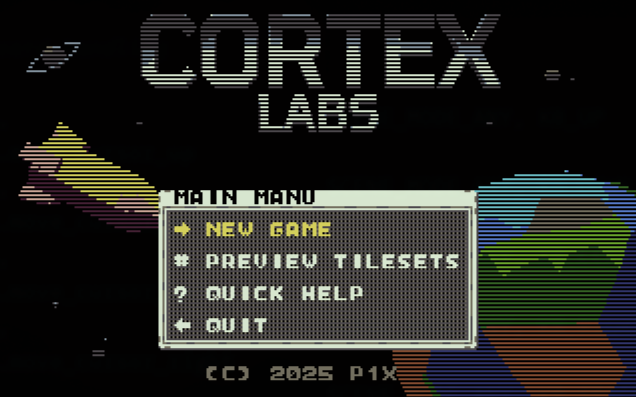 CORTEX
LABS
MAIN MANU
→ NEW GAME
# PREVIEW TILESETS
? QUICK HELP
← QUIT
(C) 2025 P1X